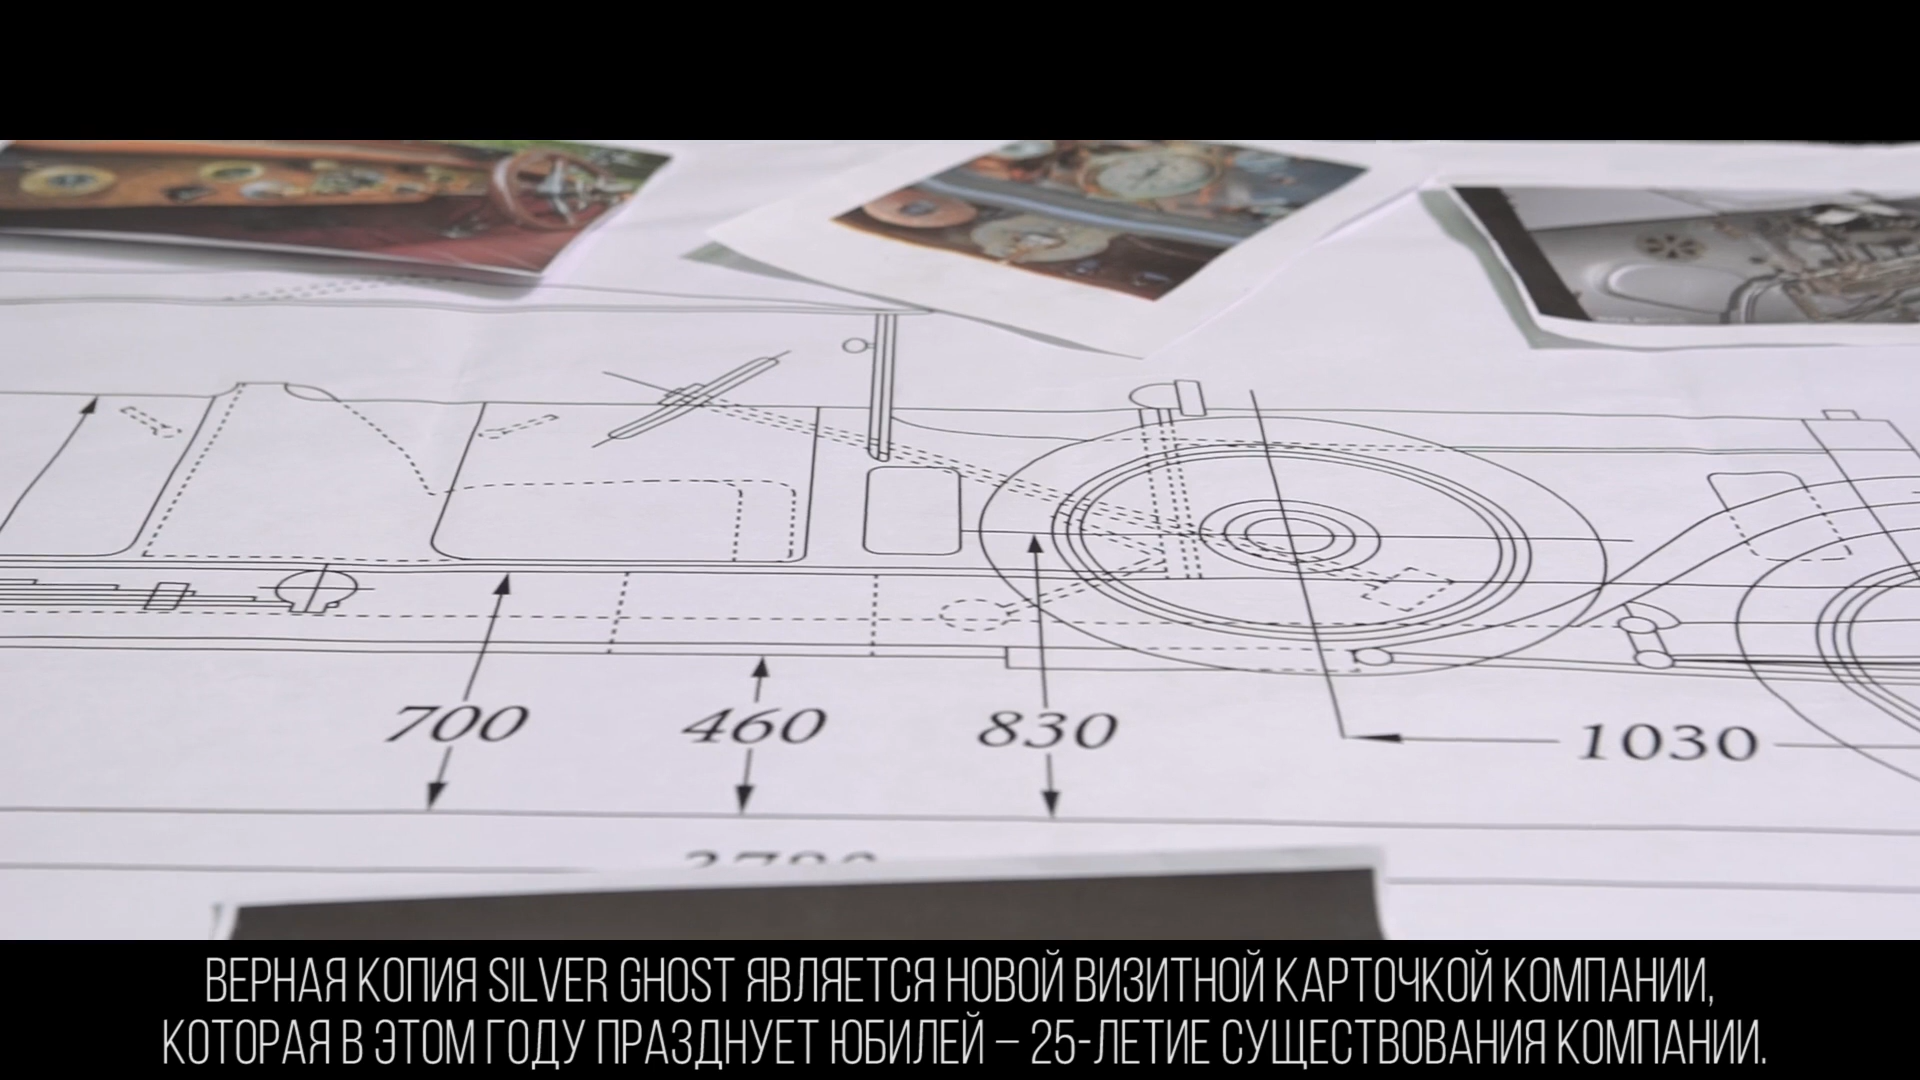 700
460
830
1030
ВЕРНАЯ КОПИЯ SILVER GHOST ЯВЛЯЕТСЯ НОВОЙ ВИЗИТНОЙ КАРТОЧКОЙ КОМПАНИИ,
КОТОРАЯ В ЭТОМ ГОДУ ПРАЗДНУЕТ ЮБИЛЕЙ – 25-ЛЕТИЕ СУЩЕСТВОВАНИЯ КОМПАНИИ.